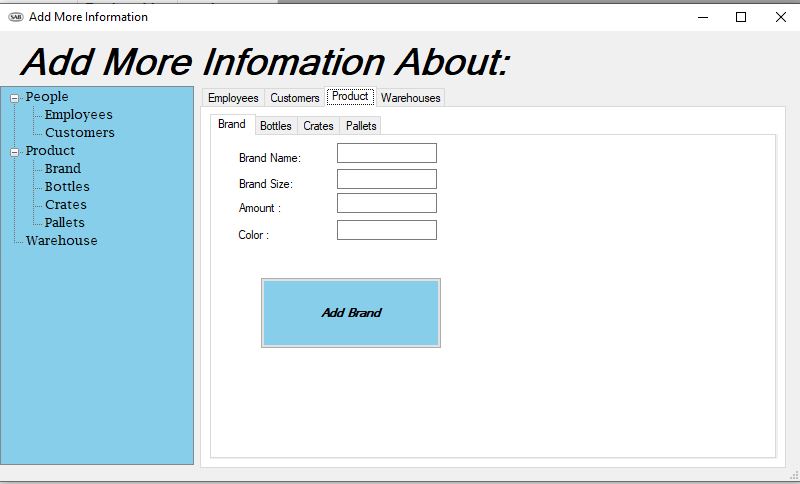 SAB Add More Information
Add More Infomation About:
People
Employees
Customers
Product
Brand
Bottles
Crates
Pallets
Warehouse
Employees Customers Product Warehouses
Brand Bottles Crates Pallets
Brand Name:
Brand Size:
Amount :
Color :
Add Brand